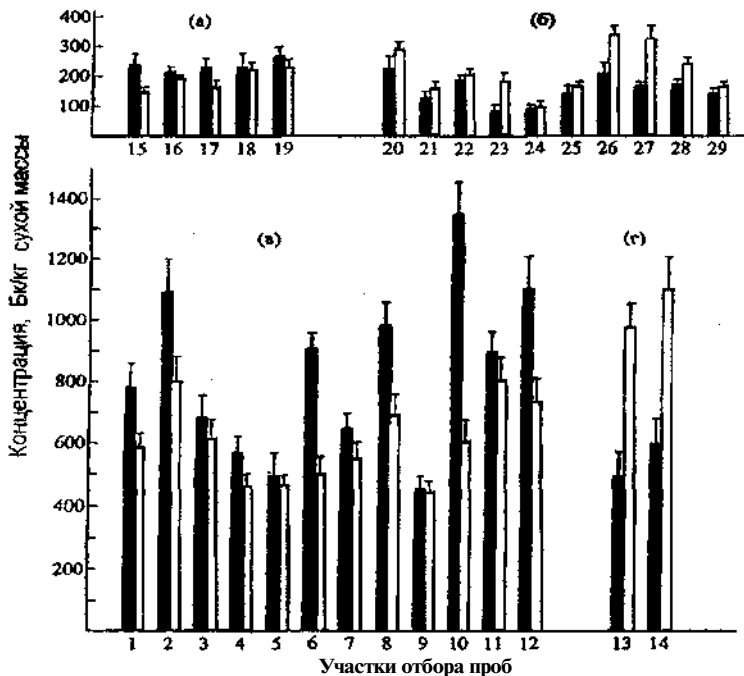 400
(а)
(б)
300
200
100
15 16 17 18 19 20 21 22 23 24 25 26 27 28 29
Концентрация, Бк/кг сухой массы
1400
(в)
(г)
1200
1000
800
600
400
200
1 2 3 4 5 6 7 8 9 10 11 12 13 14
Участки отбора проб